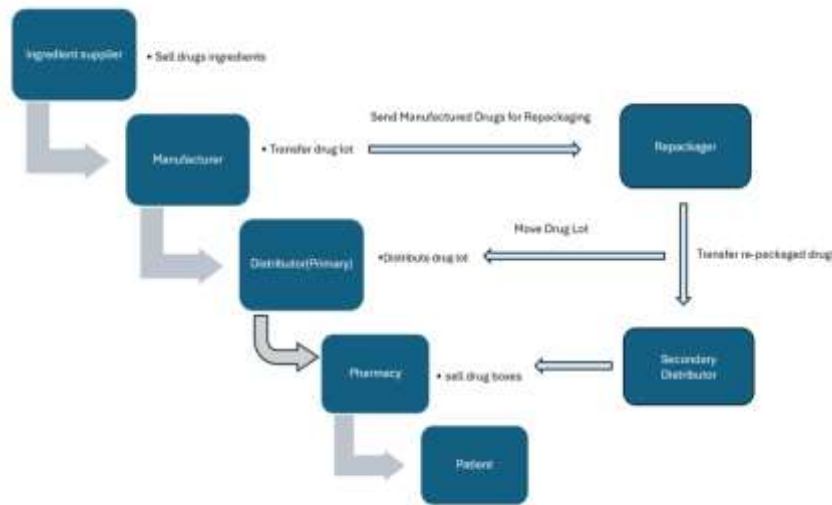 Ingredient supplier
• Sell drugs ingredients
Send Manufactured Drugs for Repackaging
Manufacturer
• Transfer drug lot
Repackager
Move Drug Lot
Distributor(Primary)
•Distribute drug lot
Transfer re-packaged drug
Pharmacy
• sell drug boxes
Secondery
Distributor
Patient